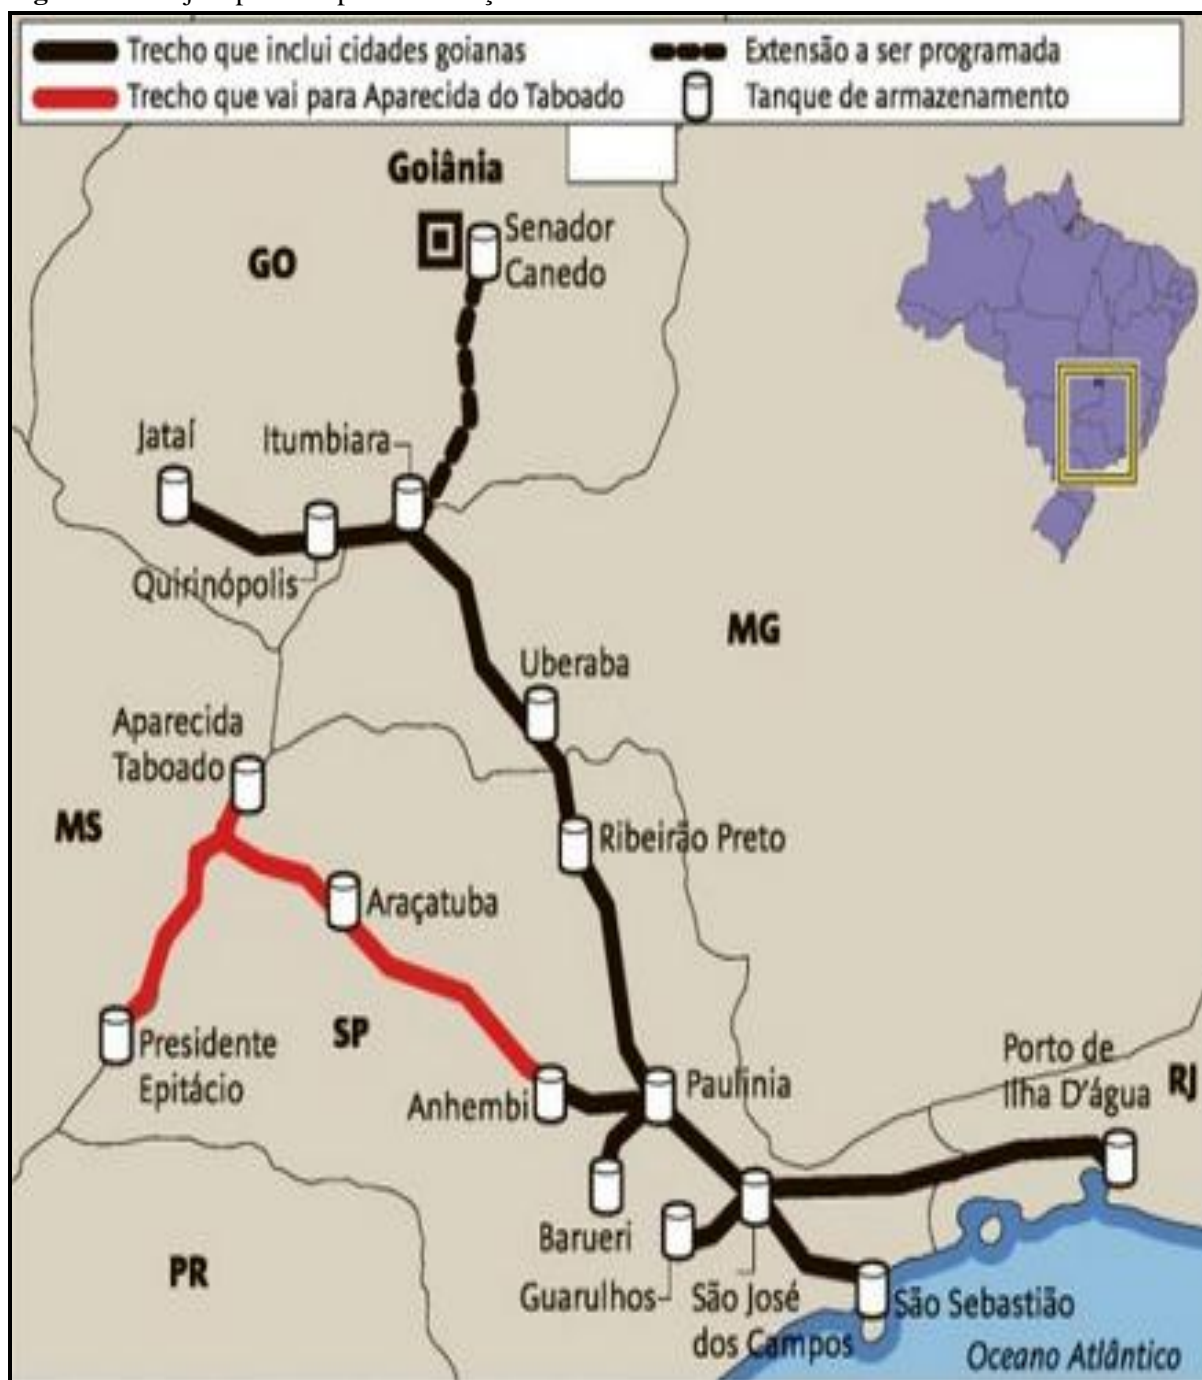 Trecho que inclui cidades goianas
Extensão a ser programada
Trecho que vai para Aparecida do Taboado
Tanque de armazenamento
Goiânia
Senador
Canedo
GO
Jataí
Itumbiara
Quirinópolis
MG
Uberaba
Aparecida
Taboado
MS
Ribeirão Preto
Araçatuba
SP
Presidente
Epitácio
Anhembi
Paulínia
Porto de
Ilha D'água
RJ
Barueri
Guarulhos
São José
dos Campos
São Sebastião
PR
Oceano Atlântico